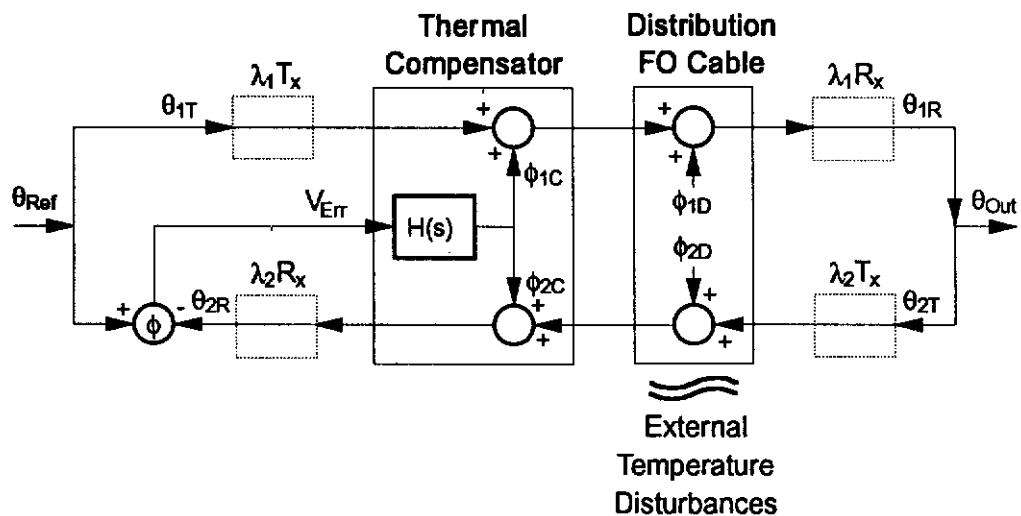 Thermal
Compensator
Distribution
FO Cable
λ₁Tₓ
λ₁Rₓ
θ₁T
θ₁R
+
+
+
+
ϕ₁C
ϕ₁D
θRef
VErr
H(s)
θOut
ϕ₂D
ϕ₂C
λ₂Rₓ
λ₂Tₓ
+
ϕ
-
θ₂R
+
+
+
+
θ₂T
External
Temperature
Disturbances